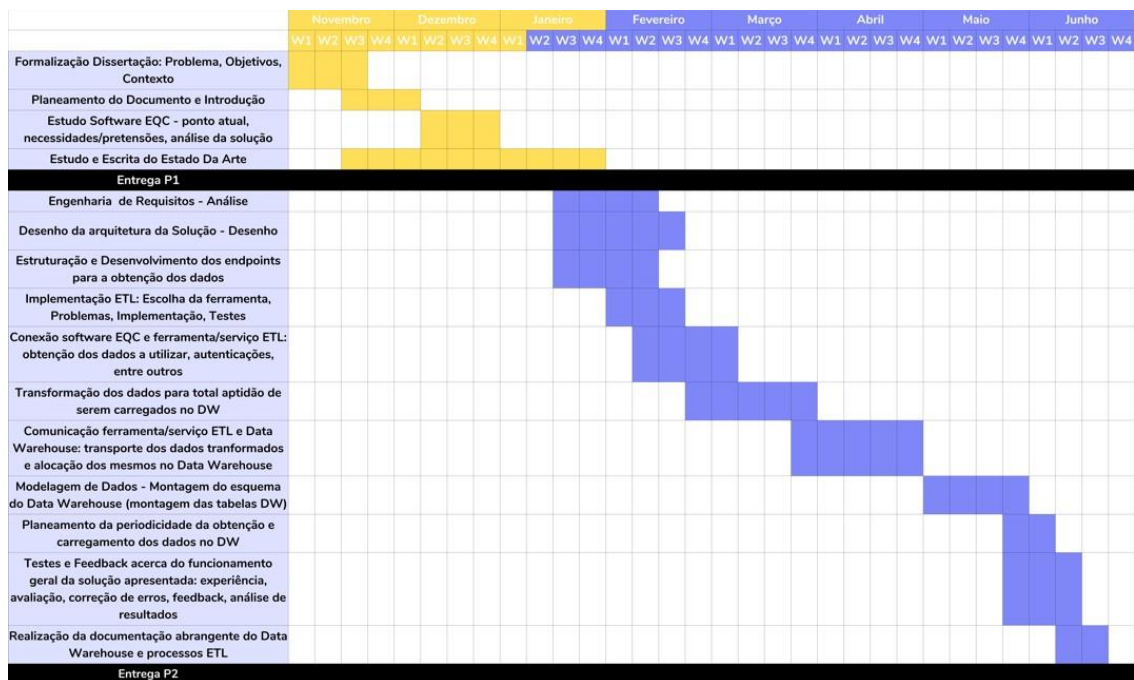 Novembro Dezembro Janeiro Fevereiro Março Abril Maio Junho
W1 W2 W3 W4 W1 W2 W3 W4 W1 W2 W3 W4 W1 W2 W3 W4 W1 W2 W3 W4 W1 W2 W3 W4 W1 W2 W3 W4 W1 W2 W3 W4
Formalização Dissertação: Problema, Objetivos,
Contexto
Planeamento do Documento e Introdução
Estudo Software EQC - ponto atual,
necessidades/pretensões, análise da solução
Estudo e Escrita do Estado Da Arte
Entrega P1
Engenharia de Requisitos - Análise
Desenho da arquitetura da Solução - Desenho
Estruturação e Desenvolvimento dos endpoints
para a obtenção dos dados
Implementação ETL: Escolha da ferramenta,
Problemas, Implementação, Testes
Conexão software EQC e ferramenta/serviço ETL:
obtenção dos dados a utilizar, autenticações,
entre outros
Transformação dos dados para total aptidão de
serem carregados no DW
Comunicação ferramenta/serviço ETL e Data
Warehouse: transporte dos dados tranformados
e alocação dos mesmos no Data Warehouse
Modelagem de Dados - Montagem do esquema
do Data Warehouse (montagem das tabelas DW)
Planeamento da periodicidade da obtenção e
carregamento dos dados no DW
Testes e Feedback acerca do funcionamento
geral da solução apresentada: experiência,
avaliação, correção de erros, feedback, análise de
resultados
Realização da documentação abrangente do Data
Warehouse e processos ETL
Entrega P2